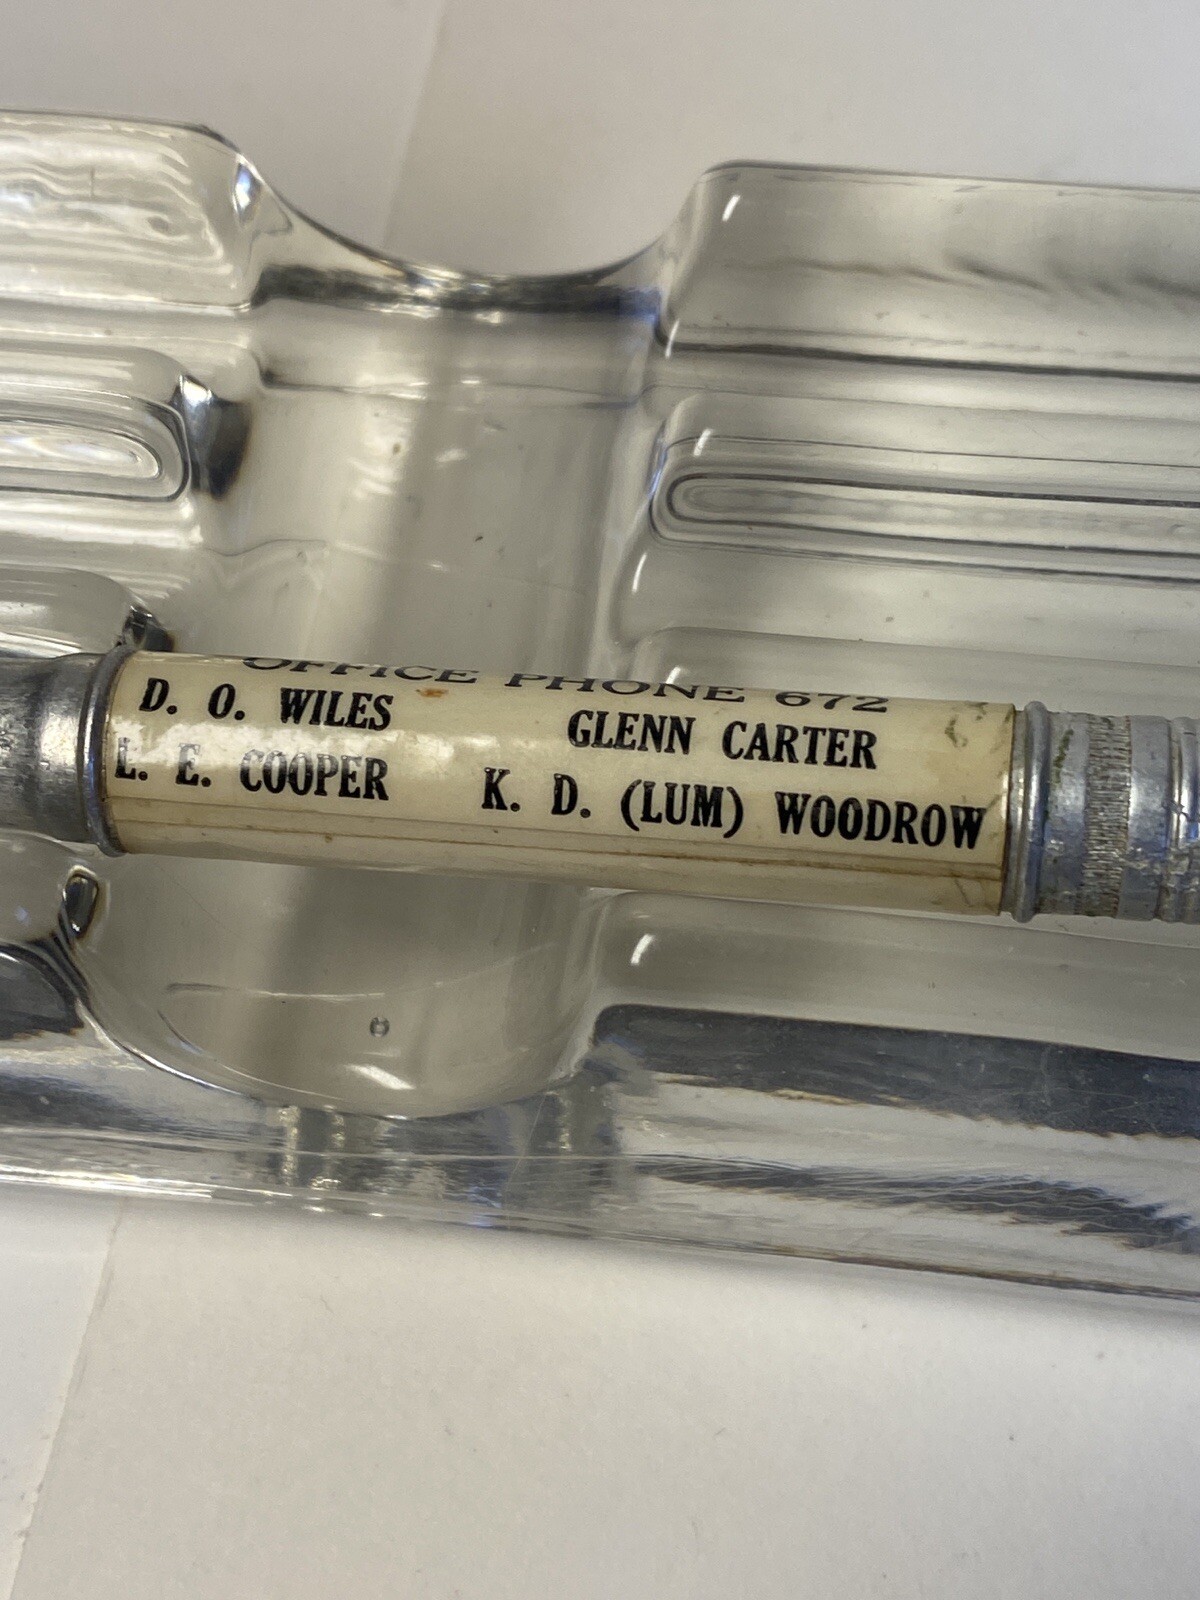 OFFICE PHONE 672
D. O. WILES GLENN CARTER
L. E. COOPER K. D. (LUM) WOODROW